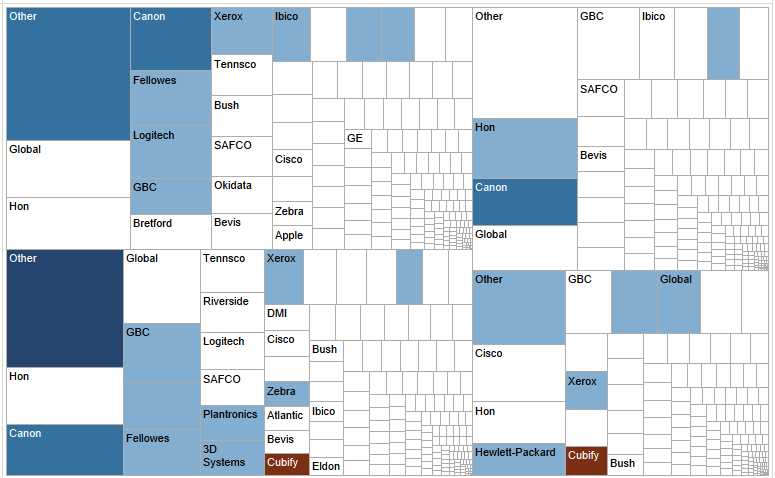 Other
Canon
Xerox
Ibico
Tennsco
Fellowes
Bush
Logitech
GE
SAFCO
Global
Cisco
Okidata
GBC
Hon
Zebra
Bretford
Bevis
Apple
Other
GBC
Ibico
SAFCO
Hon
Bevis
Canon
Global
Other
Global
Tennsco
Xerox
Riverside
DMI
GBC
Logitech
Cisco
Bush
Hon
SAFCO
Zebra
Plantronics
Atlantic
Ibico
Canon
Fellowes
Bevis
3D
Systems
Cubify
Eldon
Other
GBC
Global
Cisco
Xerox
Hon
Hewlett-Packard
Cubify
Bush